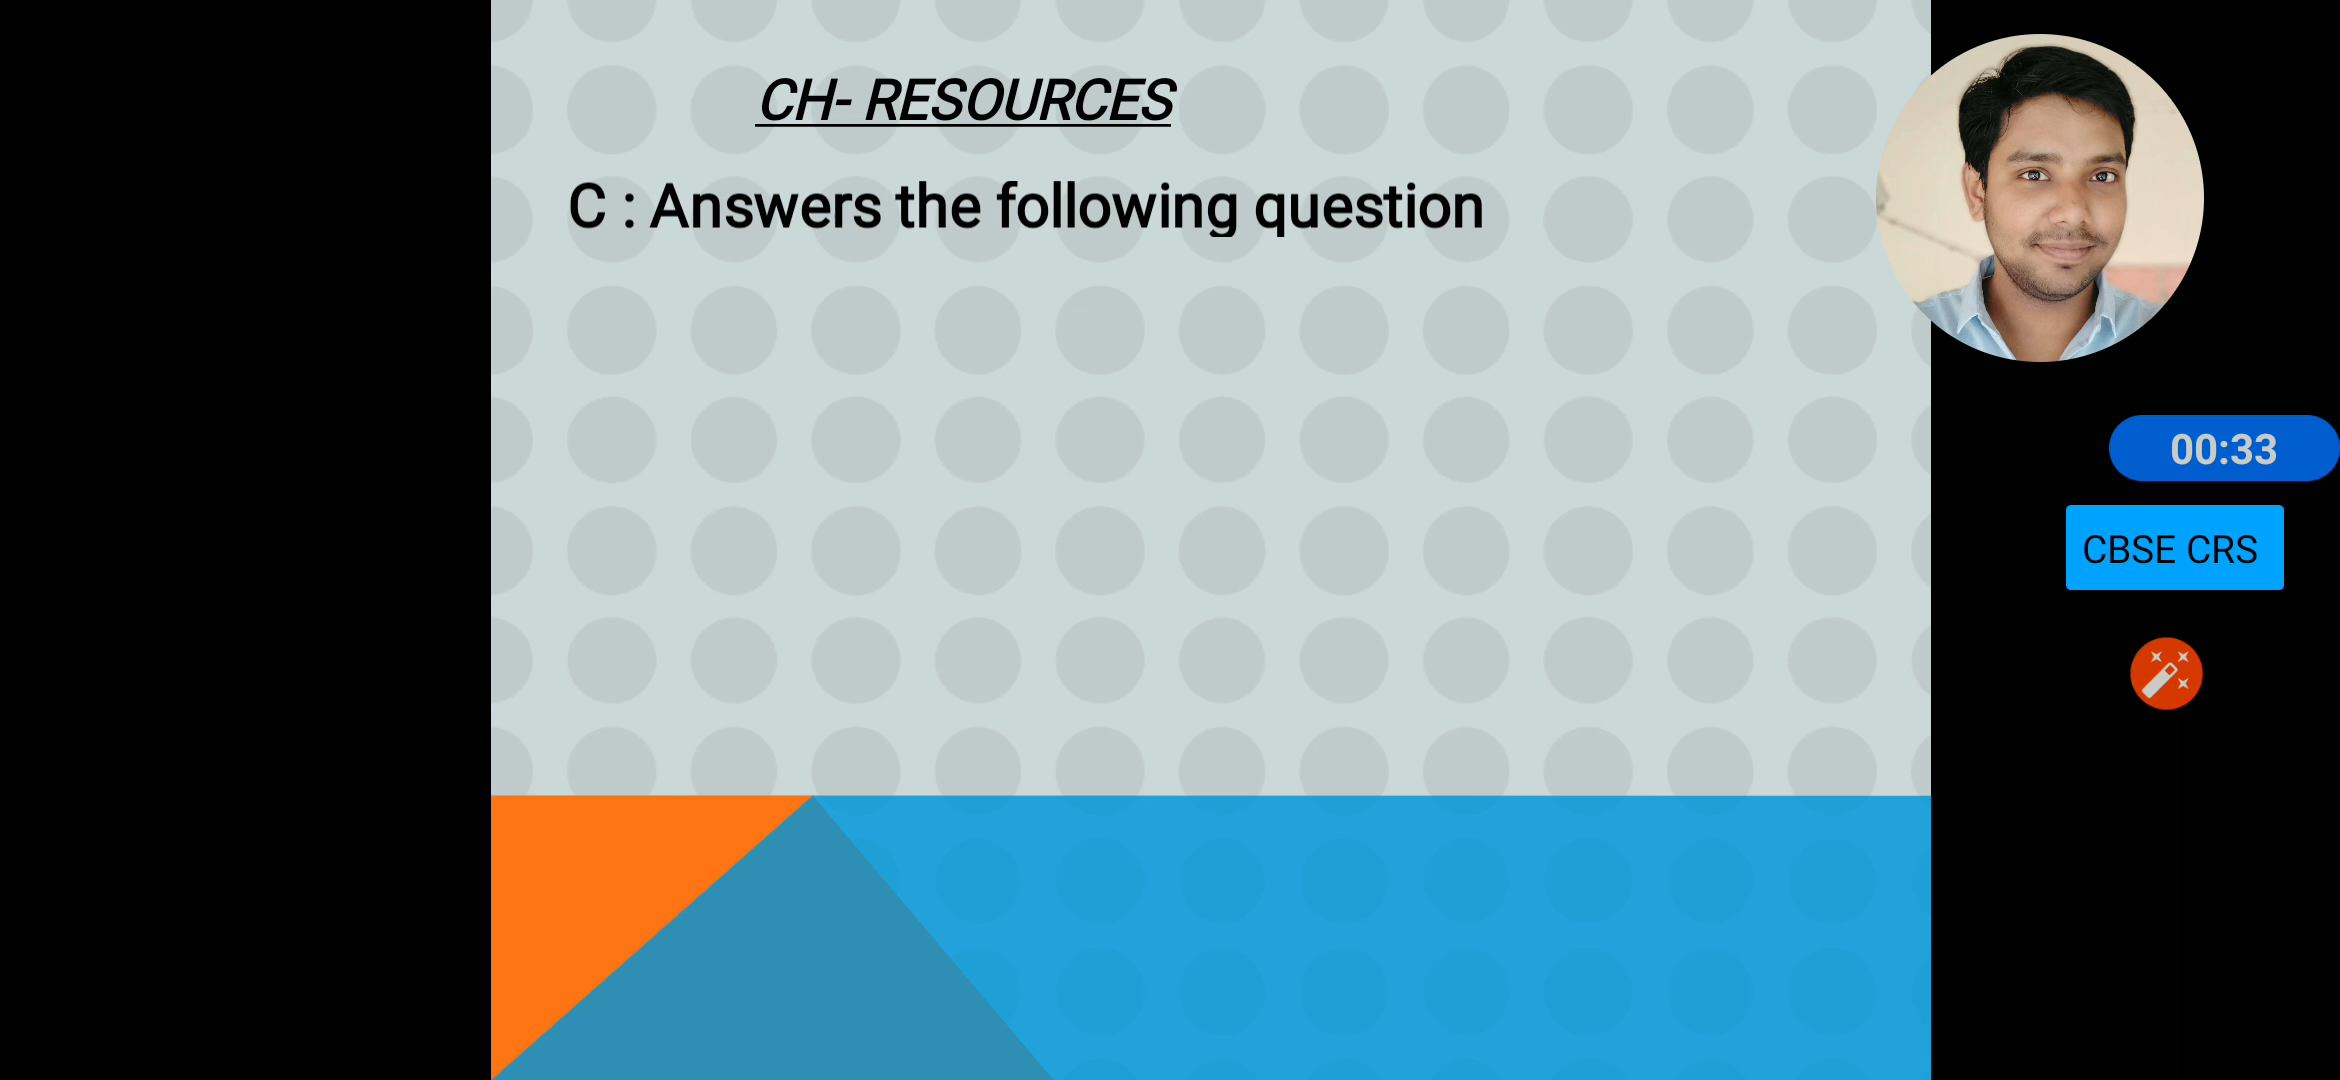 CH- RESOURCES
C : Answers the following question
00:33
CBSE CRS